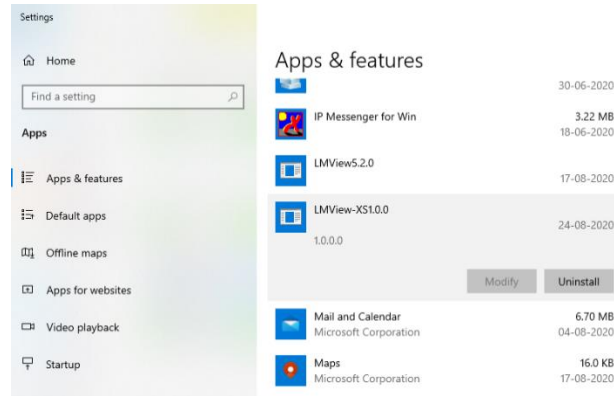 Settings
Home
Find a setting
Apps
Apps & features
Default apps
Offline maps
Apps for websites
Video playback
Startup
Apps & features
30-06-2020
IP Messenger for Win 3.22 MB
18-06-2020
LMView5.2.0
17-08-2020
LMView-XS1.0.0
24-08-2020
1.0.0.0
Modify Uninstall
Mail and Calendar 6.70 MB
Microsoft Corporation 04-08-2020
Maps 16.0 KB
Microsoft Corporation 17-08-2020